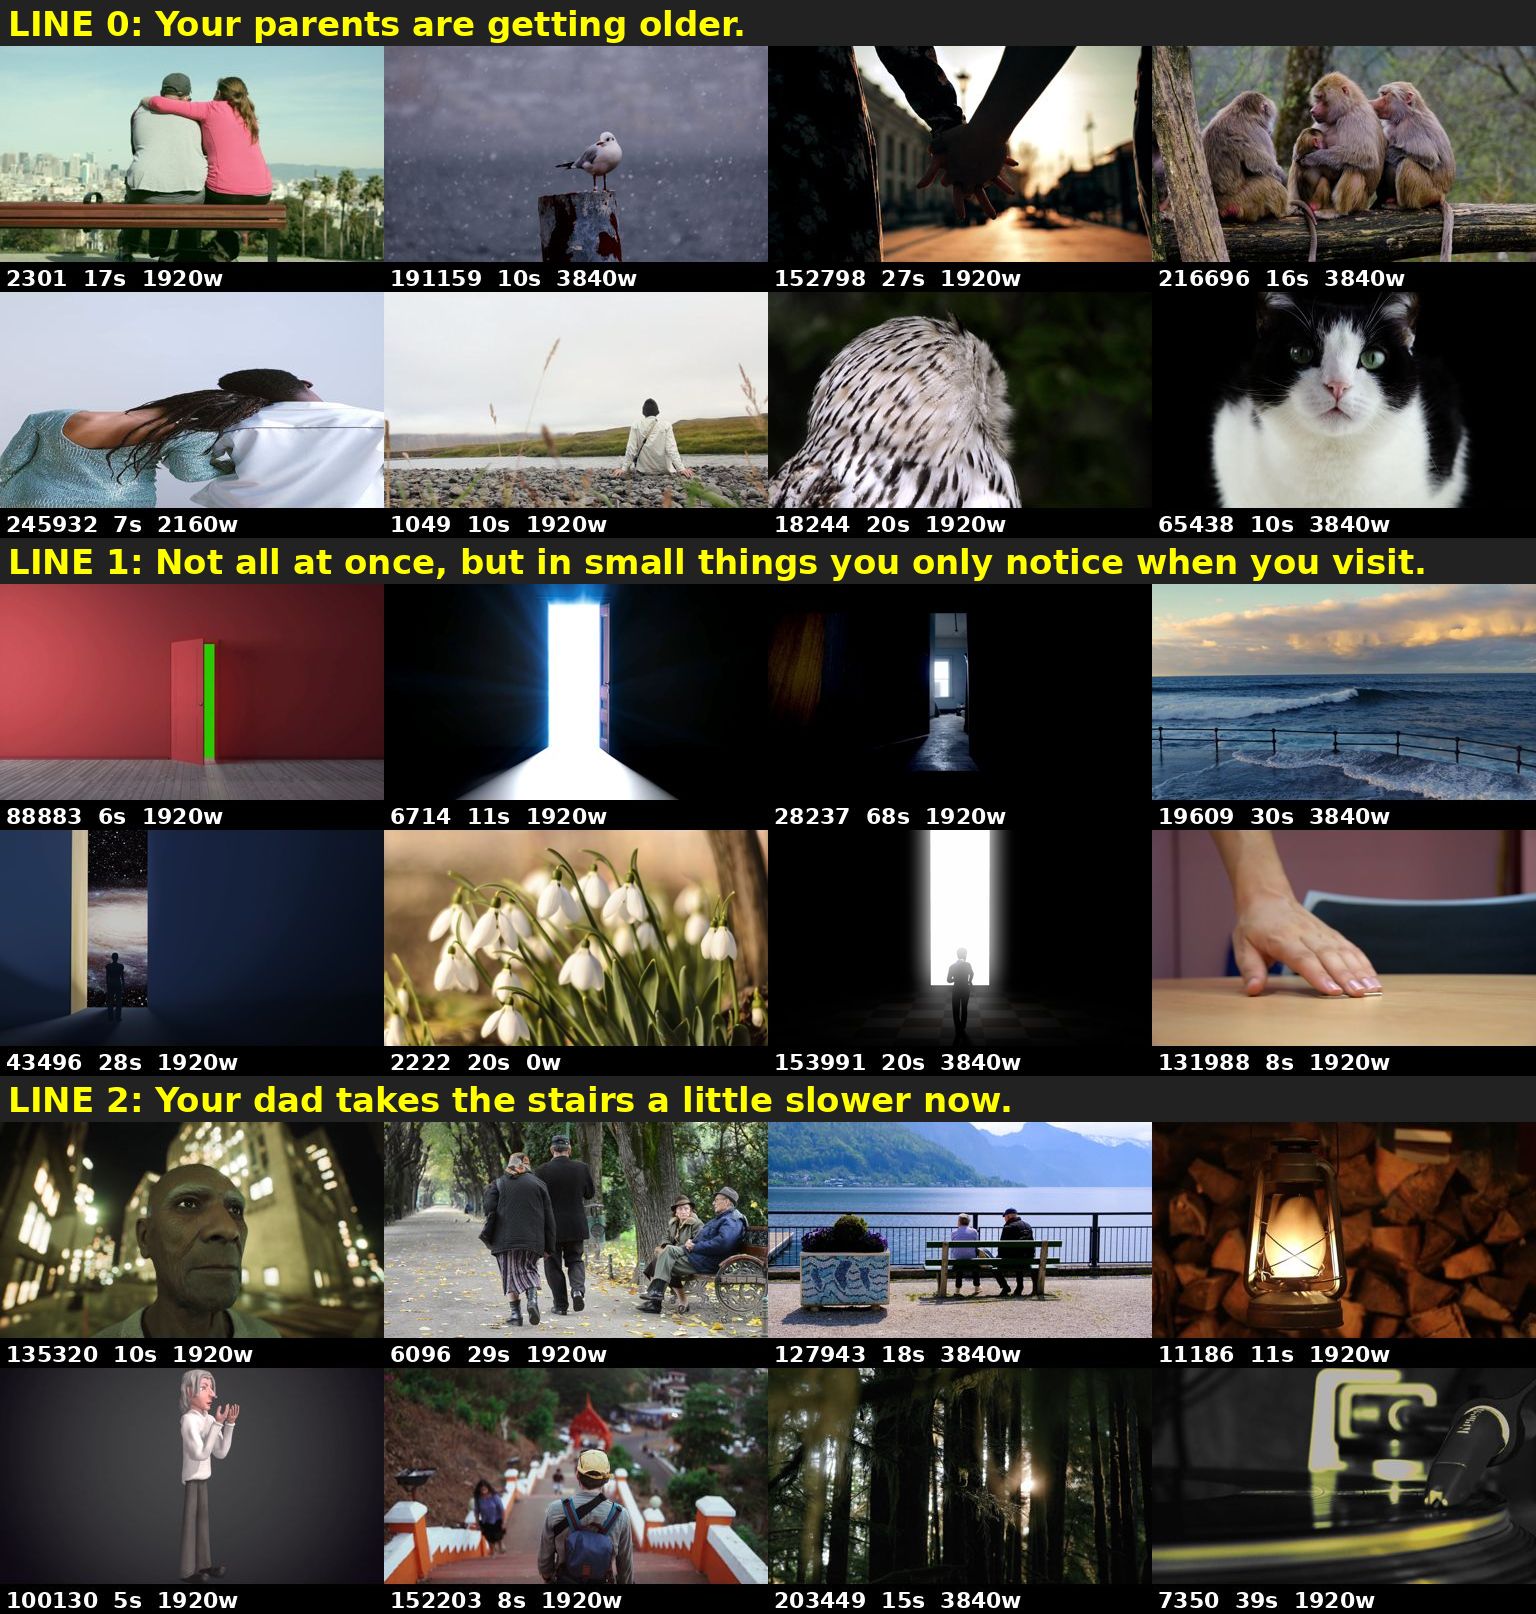 LINE 0: Your parents are getting older.
2301 17s 1920w
191159 10s 3840w
152798 27s 1920w
216696 16s 3840w
245932 7s 2160w
1049 10s 1920w
18244 20s 1920w
65438 10s 3840w
LINE 1: Not all at once, but in small things you only notice when you visit.
88883 6s 1920w
6714 11s 1920w
28237 68s 1920w
19609 30s 3840w
43496 28s 1920w
2222 20s 0w
153991 20s 3840w
131988 8s 1920w
LINE 2: Your dad takes the stairs a little slower now.
135320 10s 1920w
6096 29s 1920w
127943 18s 3840w
11186 11s 1920w
100130 5s 1920w
152203 8s 1920w
203449 15s 3840w
7350 39s 1920w